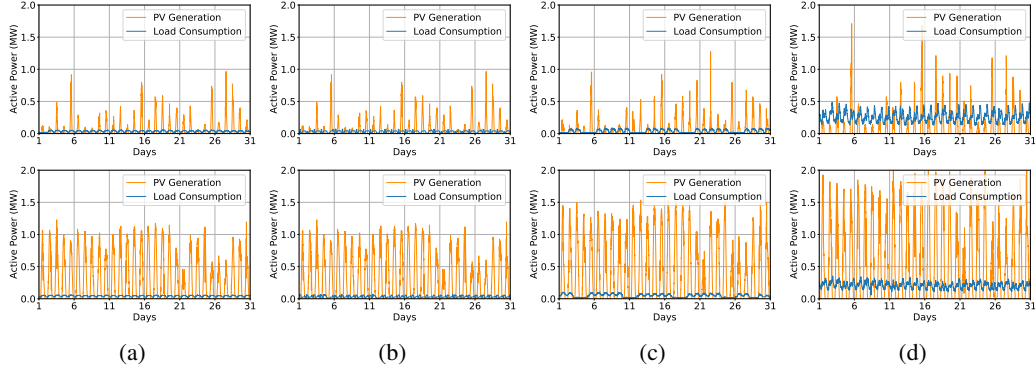 2.0
1.5
1.0
0.5
0.0
Active Power (MW)
PV Generation
Load Consumption
1 6 11 16 21 26 31
Days
2.0
1.5
1.0
0.5
0.0
Active Power (MW)
PV Generation
Load Consumption
1 6 11 16 21 26 31
Days
2.0
1.5
1.0
0.5
0.0
Active Power (MW)
PV Generation
Load Consumption
1 6 11 16 21 26 31
Days
2.0
1.5
1.0
0.5
0.0
Active Power (MW)
PV Generation
Load Consumption
1 6 11 16 21 26 31
Days
2.0
1.5
1.0
0.5
0.0
Active Power (MW)
PV Generation
Load Consumption
1 6 11 16 21 26 31
Days
2.0
1.5
1.0
0.5
0.0
Active Power (MW)
PV Generation
Load Consumption
1 6 11 16 21 26 31
Days
2.0
1.5
1.0
0.5
0.0
Active Power (MW)
PV Generation
Load Consumption
1 6 11 16 21 26 31
Days
2.0
1.5
1.0
0.5
0.0
Active Power (MW)
PV Generation
Load Consumption
1 6 11 16 21 26 31
Days
(a) (b) (c) (d)